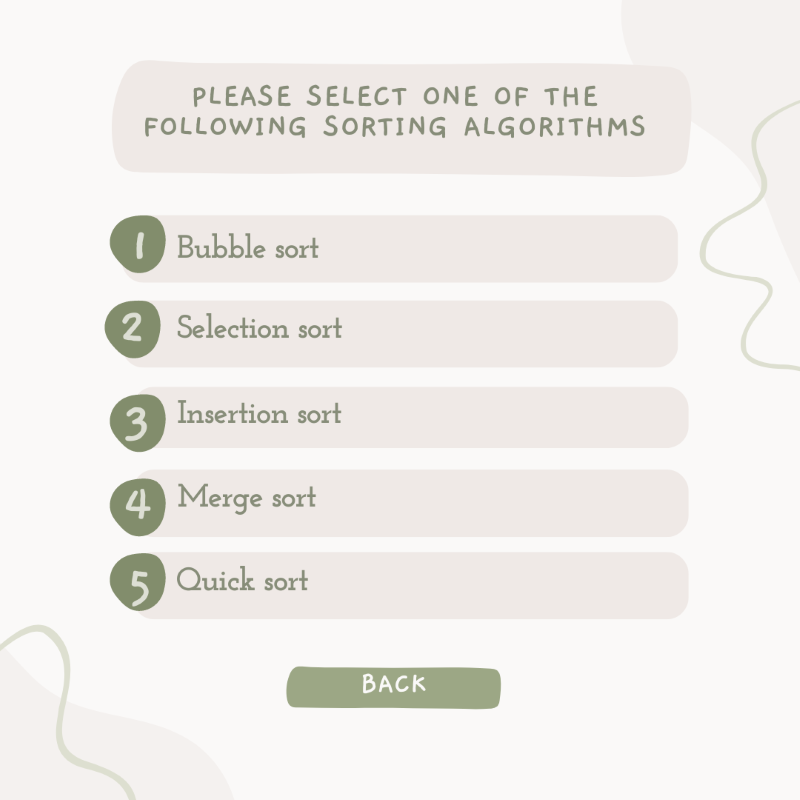 PLEASE SELECT ONE OF THE
FOLLOWING SORTING ALGORITHMS
1 Bubble sort
2 Selection sort
3 Insertion sort
4 Merge sort
5 Quick sort
BACK